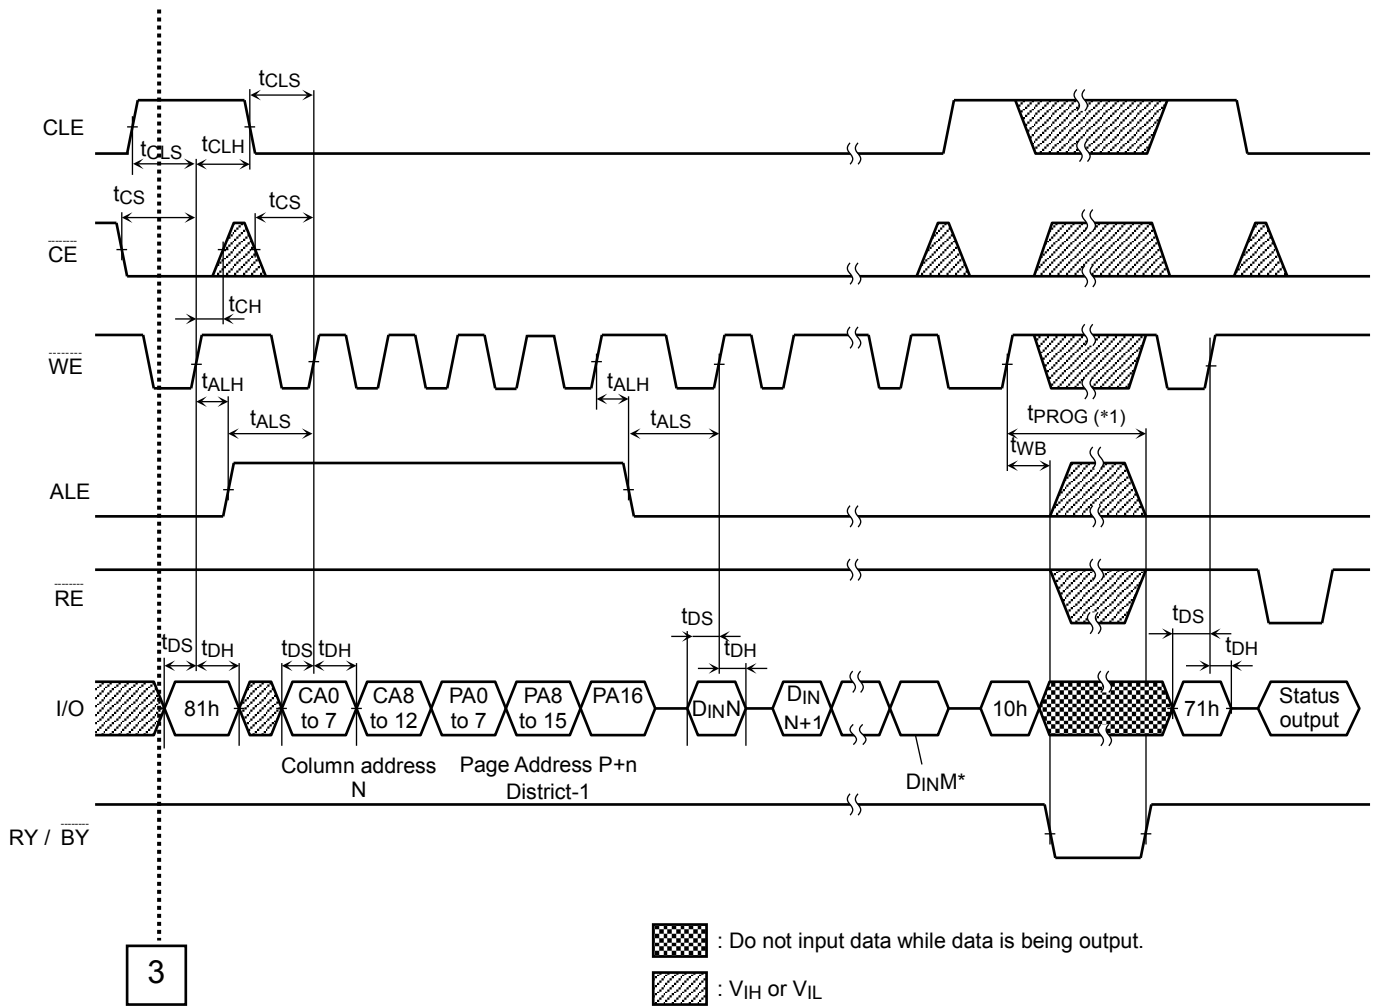 tCLS
CLE
tCLS
tCLH
tCS
tCS
CE
tCH
WE
tALH
tALH
tALS
tALS
tPROG (*1)
tWB
ALE
RE
tDS
tDH
tDS
tDH
tDS
tDH
tDS
tDH
I/O
81h
CA0 to 7
CA8 to 12
PA0 to 7
PA8 to 15
PA16
DINN
DIN N+1
10h
71h
Status output
DINM*
Column address
N
Page Address P+n
District-1
RY / BY
: Do not input data while data is being output.
3
: VIH or VIL